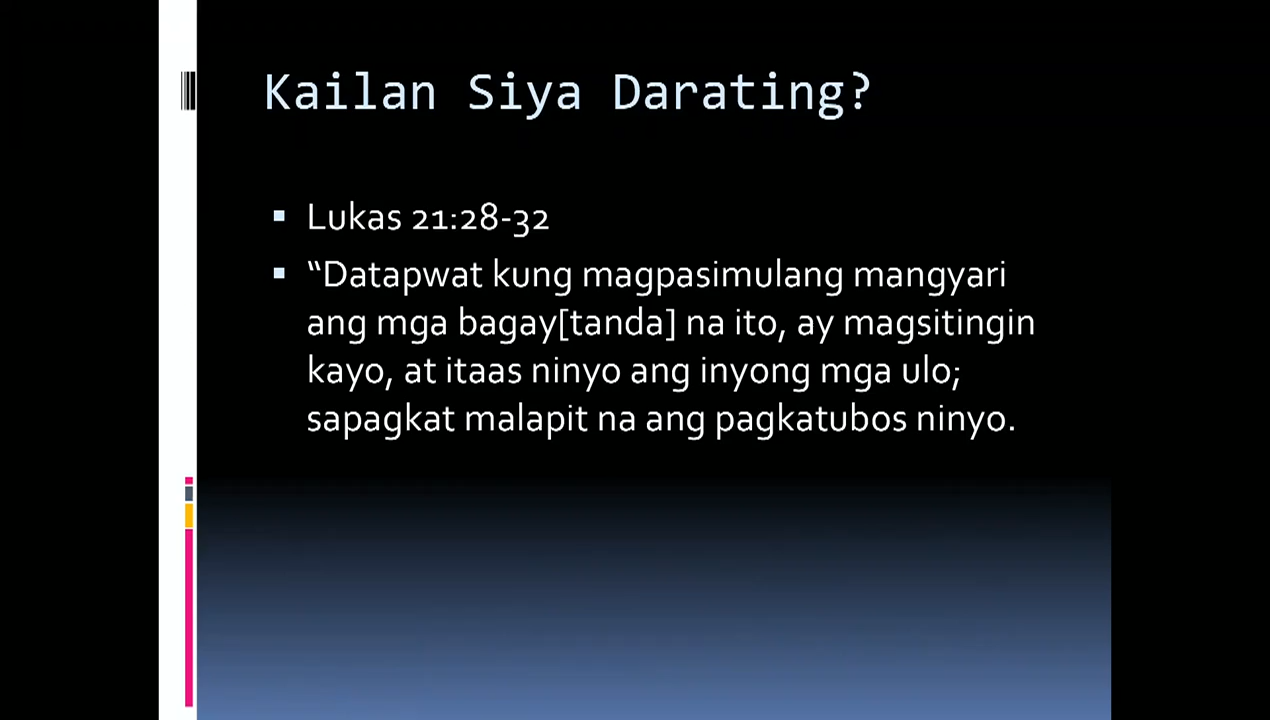 Kailan Siya Darating?
▪ Lukas 21:28-32
▪ “Datapwat kung magpasimulang mangyari
ang mga bagay[tanda] na ito, ay magsitingin
kayo, at itaas ninyo ang inyong mga ulo;
sapagkat malapit na ang pagkatubos ninyo.